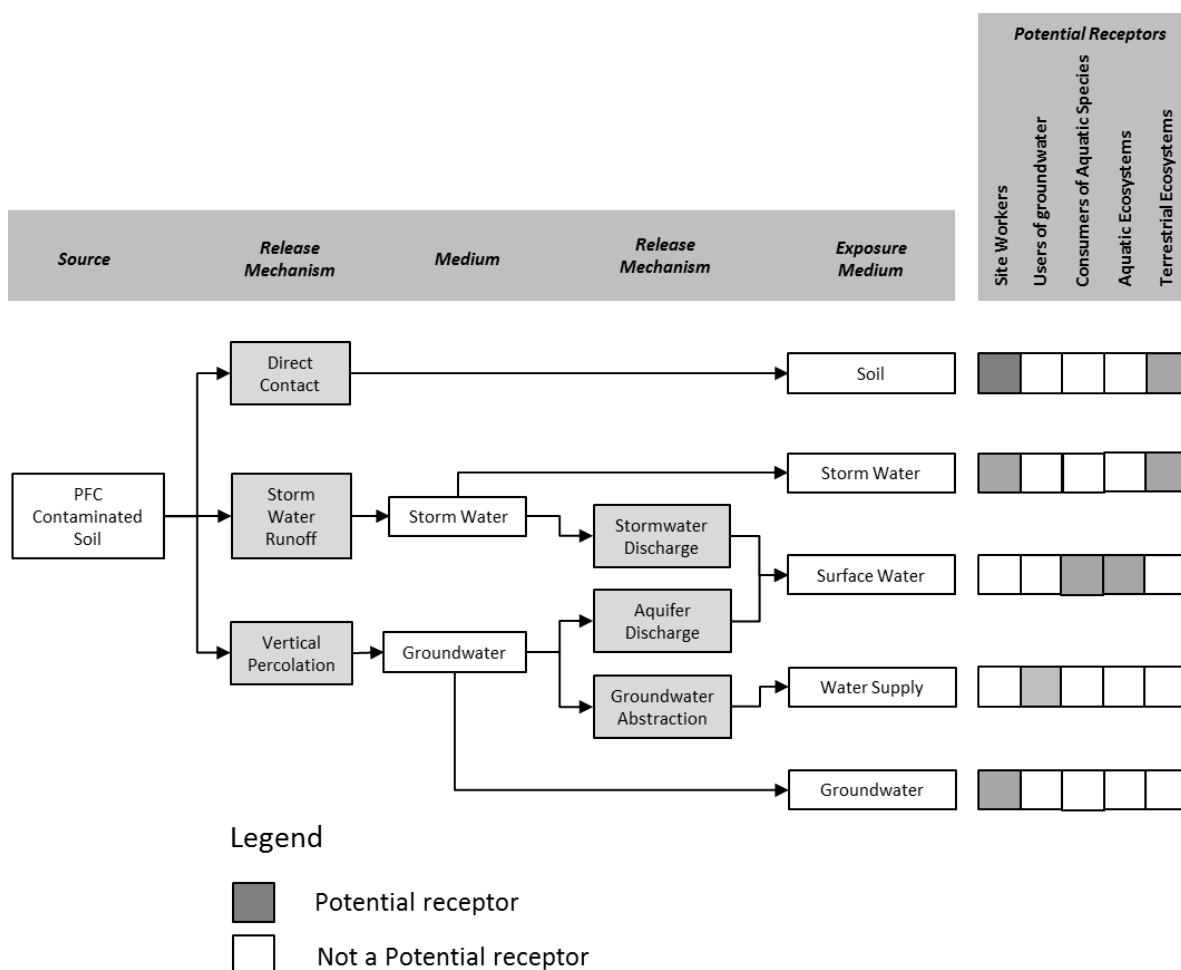 Potential Receptors
Site Workers
Users of groundwater
Consumers of Aquatic Species
Aquatic Ecosystems
Terrestrial Ecosystems
Source
Release
Mechanism
Medium
Release
Mechanism
Exposure
Medium
Direct
Contact
Soil
PFC
Contaminated
Soil
Storm
Water
Runoff
Storm Water
Storm Water
Stormwater
Discharge
Surface Water
Aquifer
Discharge
Vertical
Percolation
Groundwater
Groundwater
Abstraction
Water Supply
Groundwater
Legend
Potential receptor
Not a Potential receptor